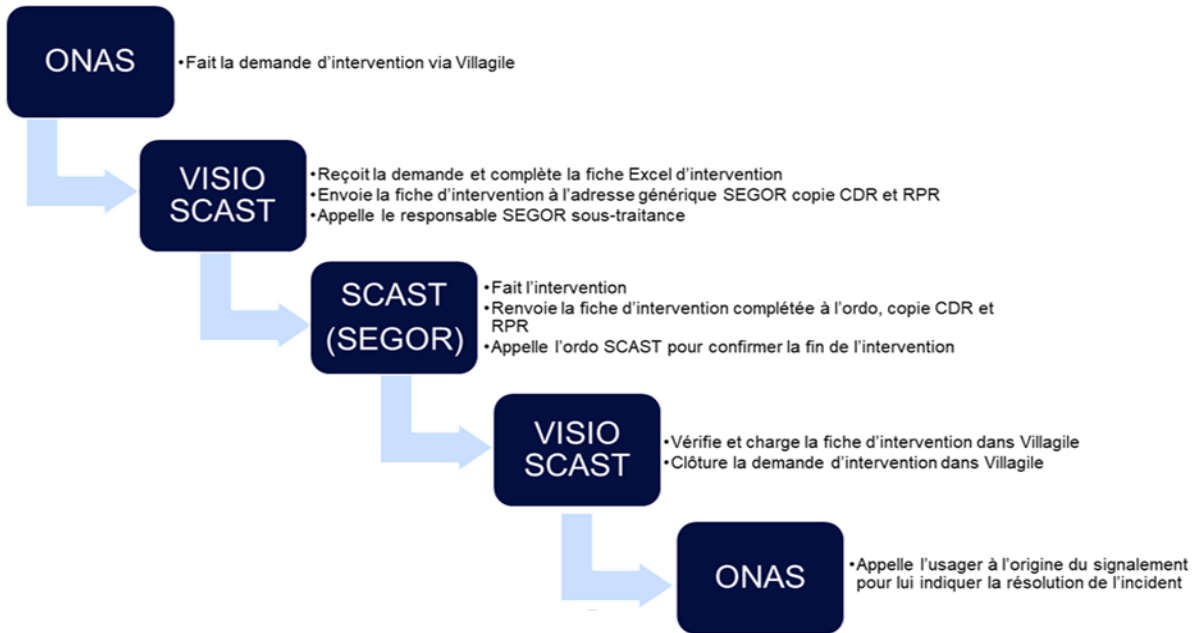 ONAS
•Fait la demande d'intervention via Villagile
VISIO
SCAST
•Reçoit la demande et complète la fiche Excel d'intervention
•Envoie la fiche d'intervention à l'adresse générique SEGOR copie CDR et RPR
•Appelle le responsable SEGOR sous-traitance
SCAST
(SEGOR)
•Fait l'intervention
•Renvoie la fiche d'intervention complétée à l'ordo, copie CDR et
RPR
•Appelle l'ordo SCAST pour confirmer la fin de l'intervention
VISIO
SCAST
•Vérifie et charge la fiche d'intervention dans Villagile
•Clôture la demande d'intervention dans Villagile
ONAS
•Appelle l'usager à l'origine du signalement
pour lui indiquer la résolution de l'incident